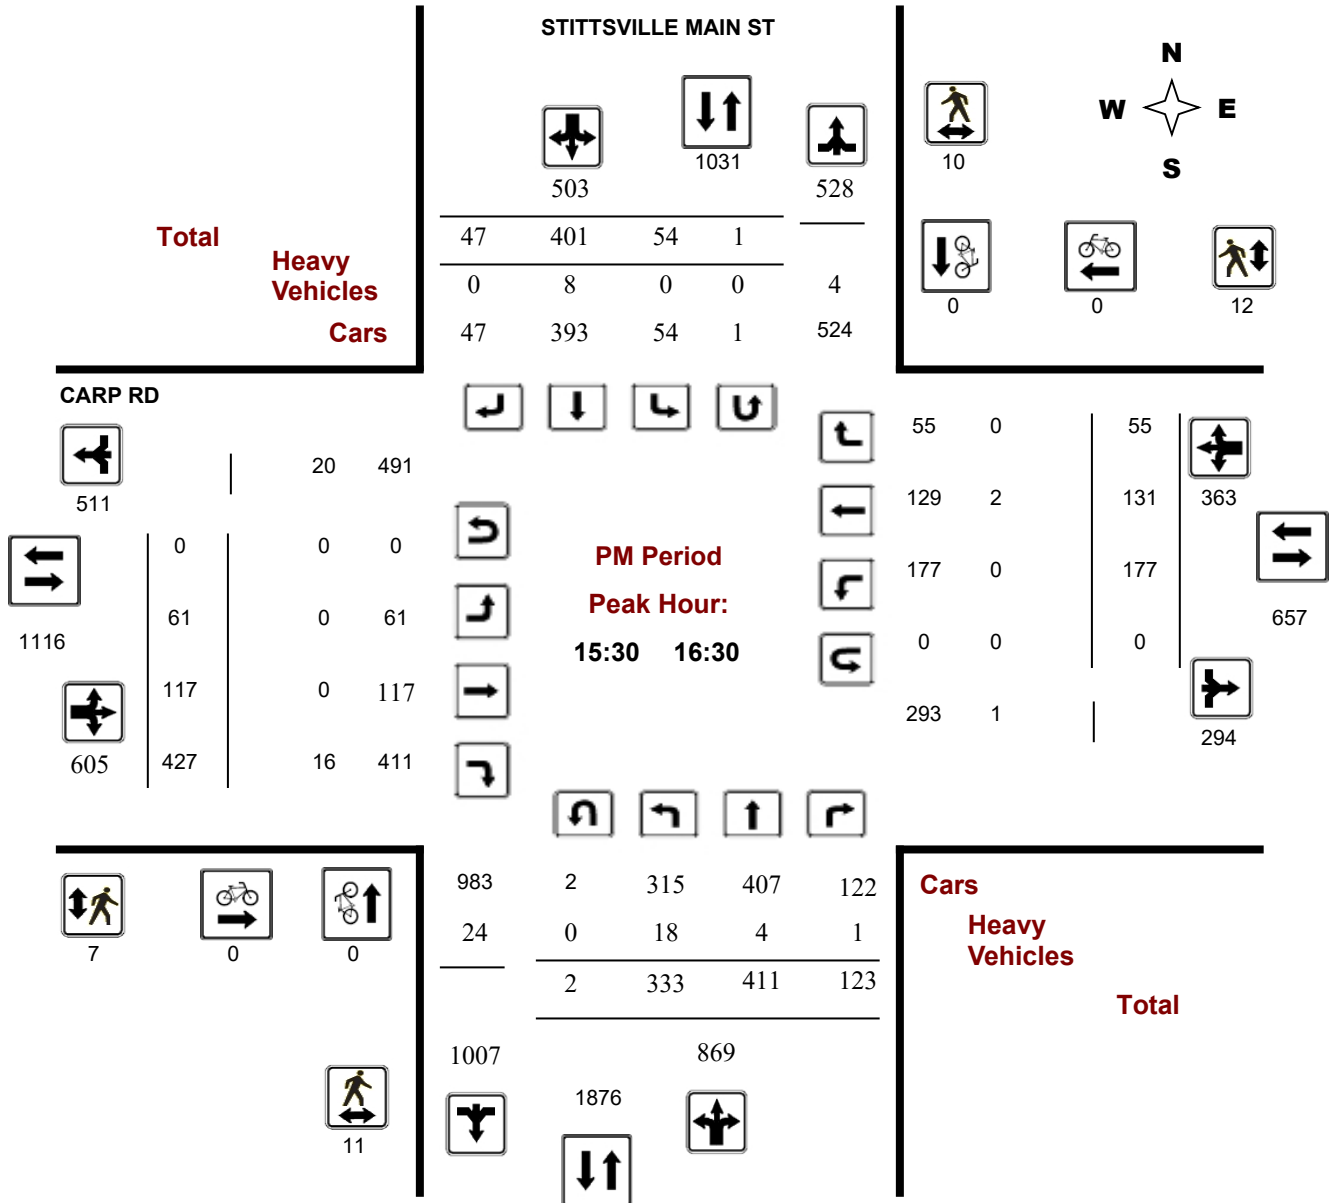 STITTSVILLE MAIN ST
N
W E
S
1031
10
503 528
Total 47 401 54 1
Heavy
Vehicles 0 8 0 0 4
Cars 47 393 54 1 524
0 0 12
CARP RD
55 0 55
20 491
511
129 2 131 363
0 0 0
PM Period
177 0 177
Peak Hour:
61 0 61
657
1116
15:30 16:30
0 0 0
117 0 117
293 1
294
605 427 16 411
983 2 315 407 122
Cars
24 0 18 4 1
Heavy
Vehicles
7 0 0
2 333 411 123
Total
1007 869
1876
11